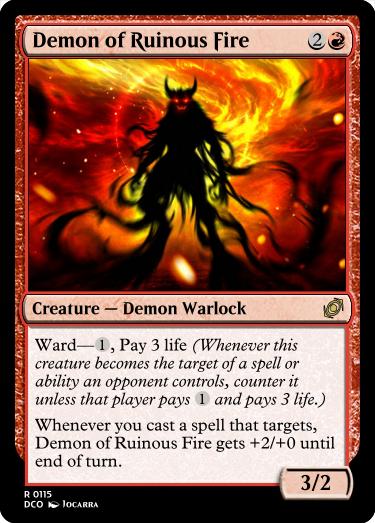 Demon of Ruinous Fire 2
Creature — Demon Warlock
Ward—1, Pay 3 life (Whenever this
creature becomes the target of a spell or
ability an opponent controls, counter it
unless that player pays 1 and pays 3 life.)
Whenever you cast a spell that targets,
Demon of Ruinous Fire gets +2/+0 until
end of turn.
3/2
R 0115
DCO Jocarra